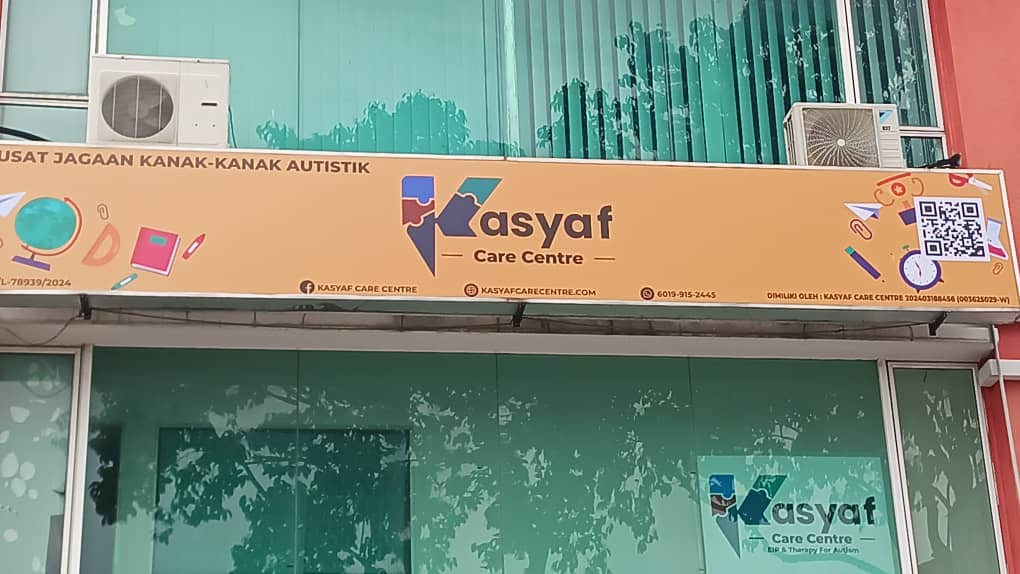 USAT JAGAAN KANAK-KANAK AUTISTIK
Kasyaf
Care Centre
/L-78939/2024
KASYAF CARE CENTRE
KASYAFCARECENTRE.COM
6019-915-2445
DIMILIKI OLEH : KASYAF CARE CENTRE 202403188456 (003625029-W)
Kasyaf
Care Centre
EIP & Therapy For Autism